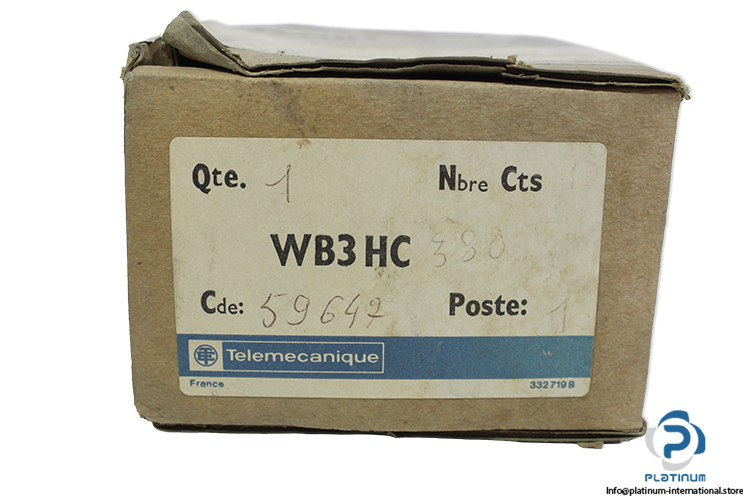 Qte. 1 Nbre Cts 1
WB3 HC 380
Cde: 59647 Poste: 1
Telemecanique
France 332719B
PLATINUM
Info@platinum-international.store